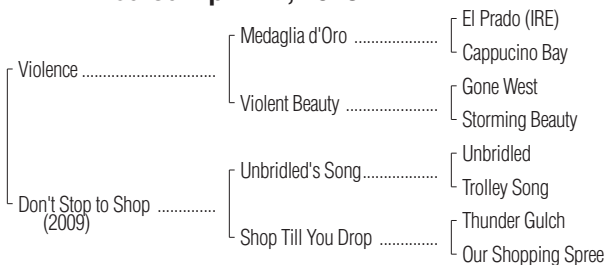 El Prado (IRE)
Medaglia d'Oro ....................
Cappucino Bay
Violence ................................
Gone West
Violent Beauty ......................
Storming Beauty
Unbridled
Unbridled's Song..................
Trolley Song
Don't Stop to Shop ..............
(2009)
Thunder Gulch
Shop Till You Drop ..............
Our Shopping Spree